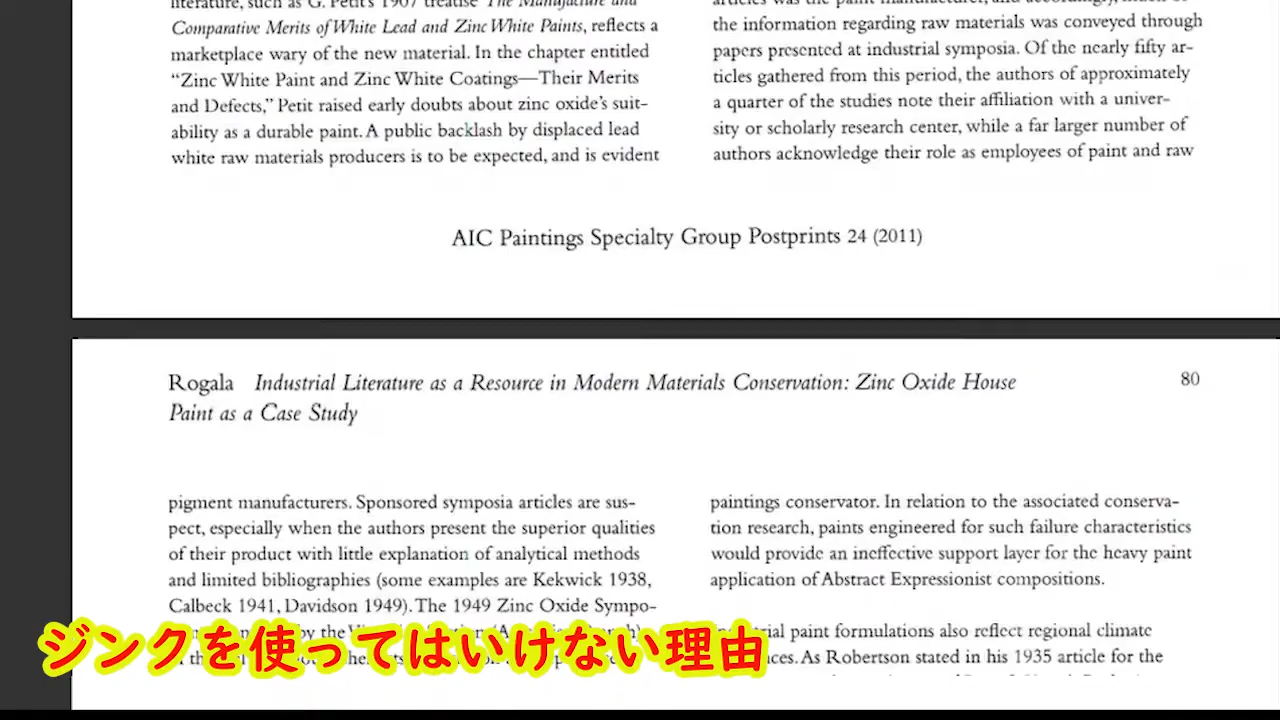 literature, such as G. Petit's 1907 treatise The Manufacture and
Comparative Merits of White Lead and Zinc White Paints, reflects a
marketplace wary of the new material. In the chapter entitled
“Zinc White Paint and Zinc White Coatings—Their Merits
and Defects,” Petit raised early doubts about zinc oxide’s suit-
ability as a durable paint. A public backlash by displaced lead
white raw materials producers is to be expected, and is evident
the information regarding raw materials was conveyed through
papers presented at industrial symposia. Of the nearly fifty ar-
ticles gathered from this period, the authors of approximately
a quarter of the studies note their affiliation with a univer-
sity or scholarly research center, while a far larger number of
authors acknowledge their role as employees of paint and raw
AIC Paintings Specialty Group Postprints 24 (2011)
Rogala Industrial Literature as a Resource in Modern Materials Conservation: Zinc Oxide House
Paint as a Case Study
80
pigment manufacturers. Sponsored symposia articles are sus-
pect, especially when the authors present the superior qualities
of their product with little explanation of analytical methods
and limited bibliographies (some examples are Kekwick 1938,
Calbeck 1941, Davidson 1949). The 1949 Zinc Oxide Sympo-
by the
paintings conservator. In relation to the associated conserva-
tion research, paints engineered for such failure characteristics
would provide an ineffective support layer for the heavy paint
application of Abstract Expressionist compositions.
paint formulations also reflect regional climate
As Robertson stated in his 1935 article for the
ジンクを使ってはいけない理由